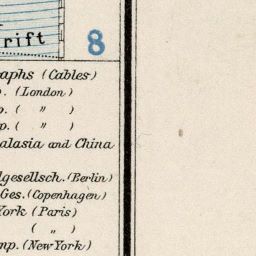 rift
8
aphs (Cables)
. (London)
p. ( " )
p. ( " )
alasia and China
lgesellsch. (Berlin)
Ges. (Copenhagen)
York (Paris)
( „ )
mp. (New York)